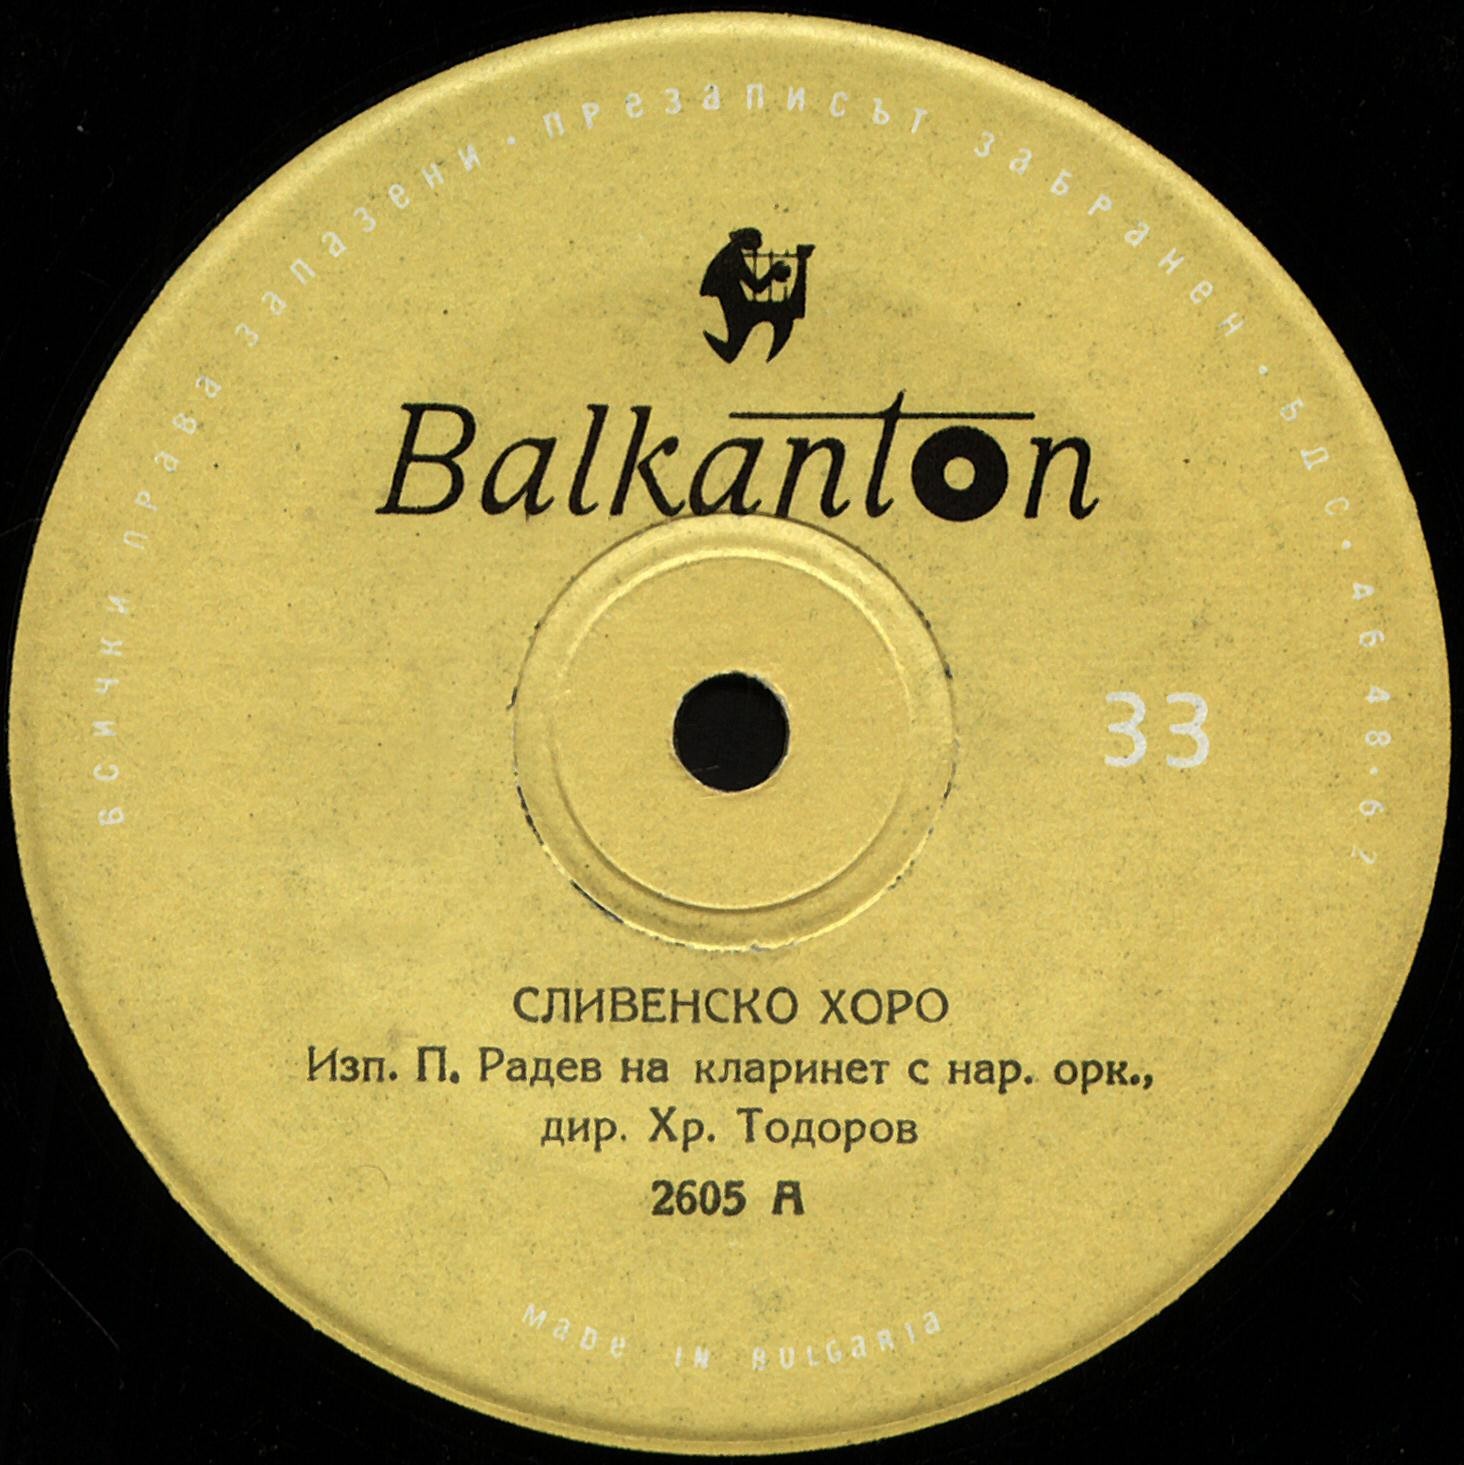 всички права запазени · презаписът забранен · БДС · 4648·62
Balkanton
33
СЛИВЕНСКО ХОРО
Изп. П. Радев на кларинет с нар. орк.,
дир. Хр. Тодоров
2605 А
Made in Bulgaria